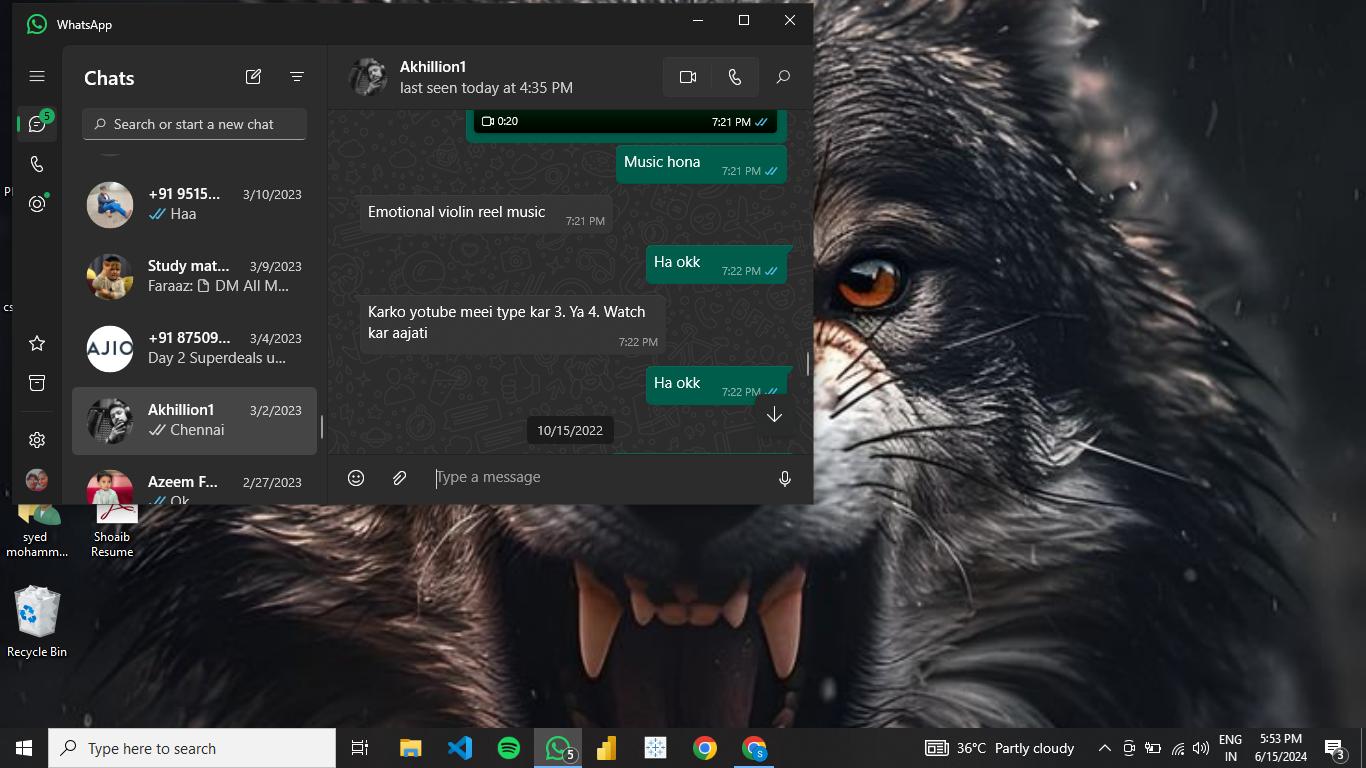 WhatsApp
Chats
Akhillion1
last seen today at 4:35 PM
5
Search or start a new chat
+91 9515...
3/10/2023
Haa
Study mat...
3/9/2023
Faraaz: DM All M...
AJIO
+91 87509...
3/4/2023
Day 2 Superdeals u...
Akhillion1
3/2/2023
Chennai
Azeem F...
2/27/2023
Ok
0:20
7:21 PM
Music hona
7:21 PM
Emotional violin reel music
7:21 PM
Ha okk
7:22 PM
Karko yotube meei type kar 3. Ya 4. Watch
kar aajati
7:22 PM
Ha okk
7:22 PM
10/15/2022
Type a message
syed
mohamm...
Shoaib
Resume
Recycle Bin
Type here to search
5
S
36°C Partly cloudy
ENG
IN
5:53 PM
6/15/2024
3